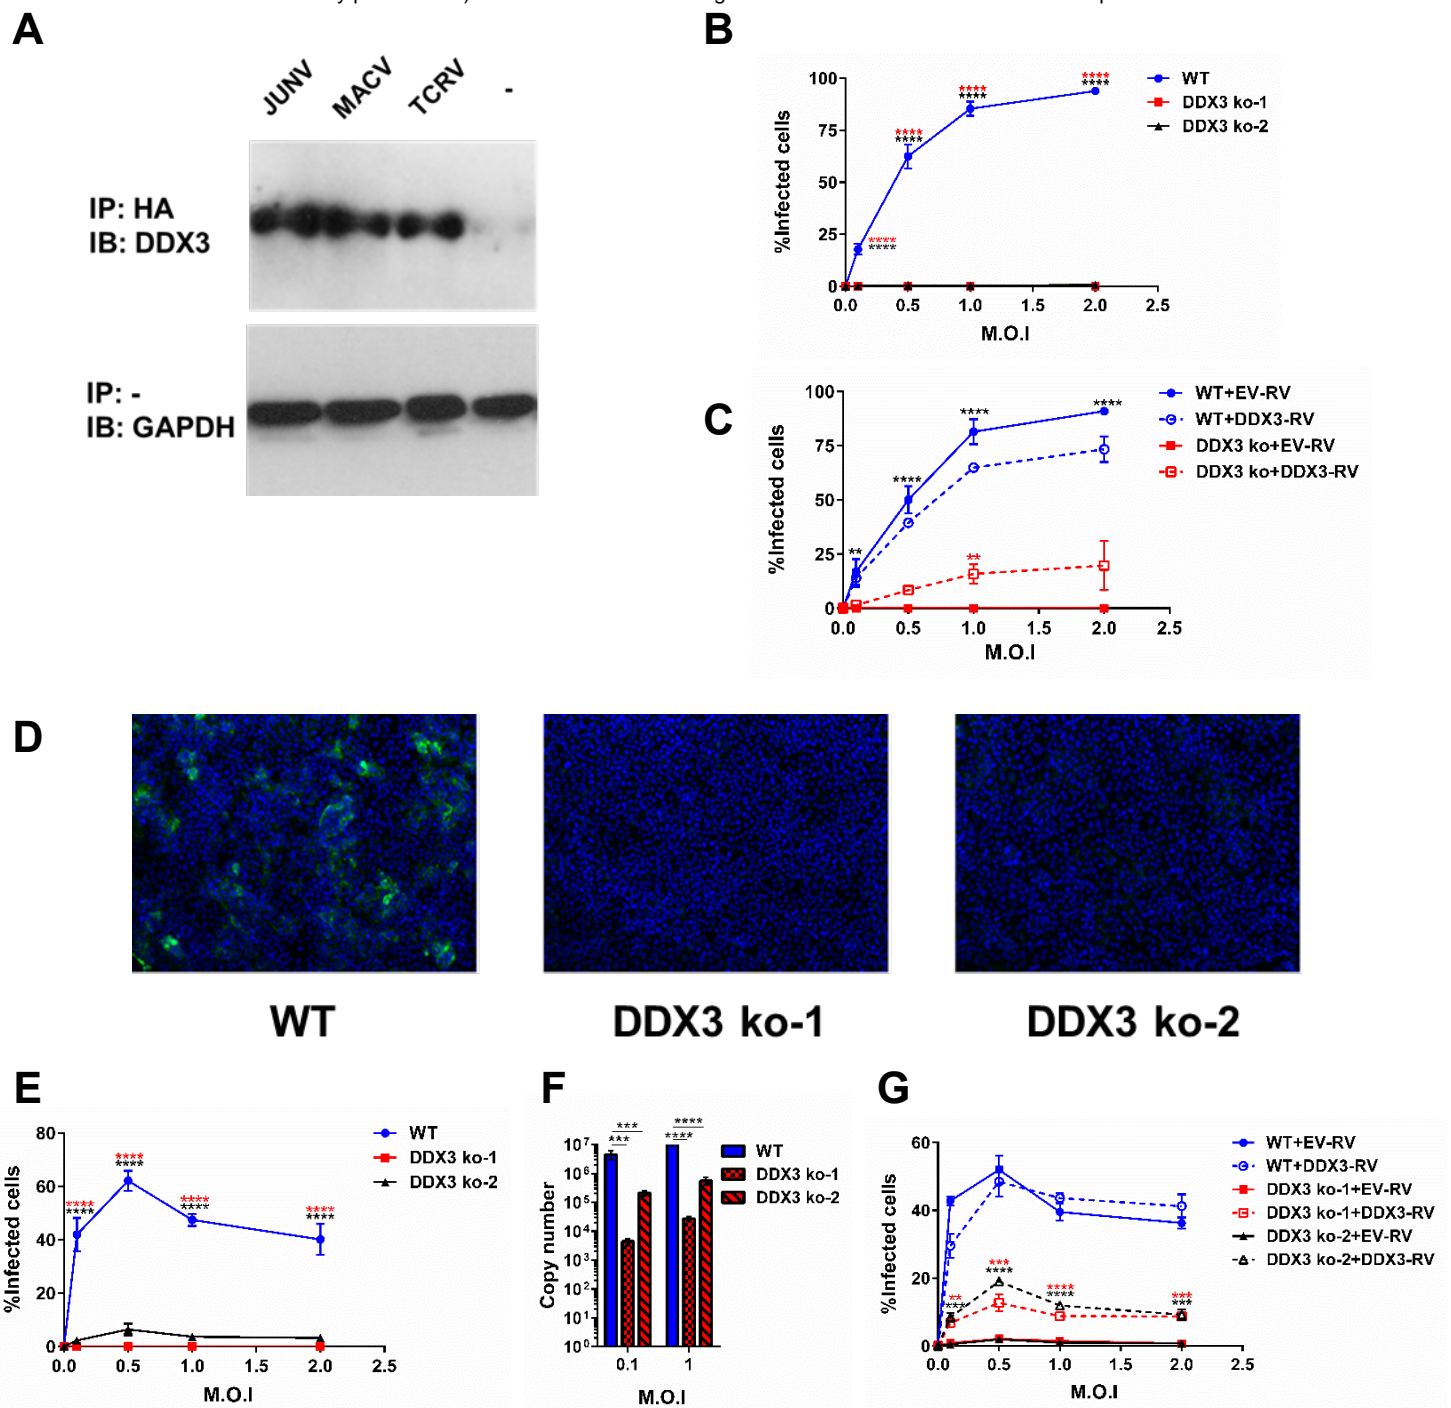 A
JUNV
MACV
TCRV
-
IP: HA
IB: DDX3
IP: -
IB: GAPDH
B
%Infected cells
100
75
50
25
0
****
****
****
****
****
****
****
****
0.0 0.5 1.0 1.5 2.0 2.5
M.O.I
WT
DDX3 ko-1
DDX3 ko-2
C
%Infected cells
100
75
50
25
0
**
****
****
****
**
0.0 0.5 1.0 1.5 2.0 2.5
M.O.I
WT+EV-RV
WT+DDX3-RV
DDX3 ko+EV-RV
DDX3 ko+DDX3-RV
D
WT
DDX3 ko-1
DDX3 ko-2
E
%Infected cells
80
60
40
20
0
****
****
****
****
****
****
****
****
0.0 0.5 1.0 1.5 2.0 2.5
M.O.I
WT
DDX3 ko-1
DDX3 ko-2
F
Copy number
10⁷
10⁶
10⁵
10⁴
10³
10²
10¹
10⁰
***
***
****
****
0.1 1
M.O.I
WT
DDX3 ko-1
DDX3 ko-2
G
%Infected cells
60
40
20
0
**
***
***
****
****
****
***
***
0.0 0.5 1.0 1.5 2.0 2.5
M.O.I
WT+EV-RV
WT+DDX3-RV
DDX3 ko-1+EV-RV
DDX3 ko-1+DDX3-RV
DDX3 ko-2+EV-RV
DDX3 ko-2+DDX3-RV